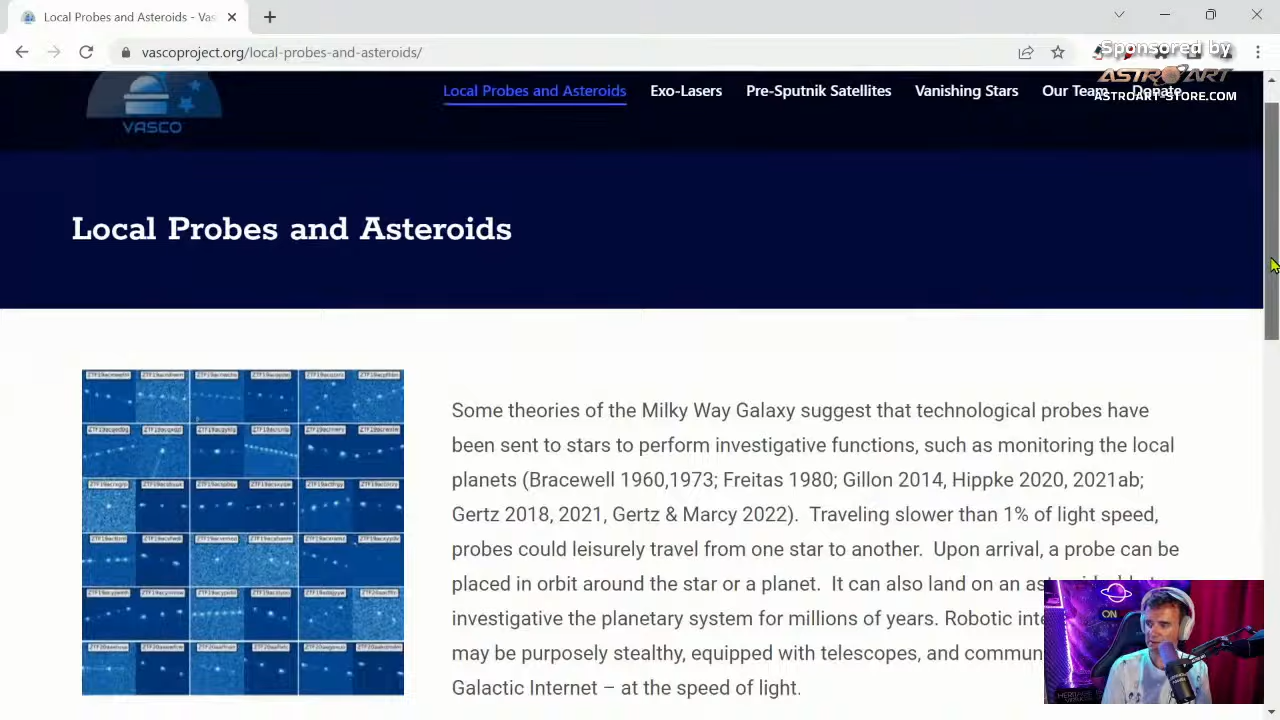 Local Probes and Asteroids - Vas
vascoproject.org/local-probes-and-asteroids/
Sponsored by
ASTROART
ASTROART-STORE.COM
VASCO
Local Probes and Asteroids Exo-Lasers Pre-Sputnik Satellites Vanishing Stars Our Team Donate
Local Probes and Asteroids
Some theories of the Milky Way Galaxy suggest that technological probes have
been sent to stars to perform investigative functions, such as monitoring the local
planets (Bracewell 1960,1973; Freitas 1980; Gillon 2014, Hippke 2020, 2021ab;
Gertz 2018, 2021, Gertz & Marcy 2022). Traveling slower than 1% of light speed,
probes could leisurely travel from one star to another. Upon arrival, a probe can be
placed in orbit around the star or a planet. It can also land on an
investigative the planetary system for millions of years. Robotic
may be purposely stealthy, equipped with telescopes, and
Galactic Internet – at the speed of light.
ON